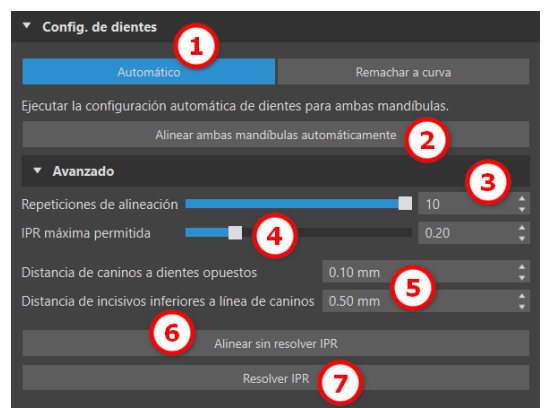 Config. de dientes
1
Automático Remachar a curva
Ejecutar la configuración automática de dientes para ambas mandíbulas.
Alinear ambas mandíbulas automáticamente 2
Avanzado
3
Repeticiones de alineación 10
IPR máxima permitida 4 0.20
Distancia de caninos a dientes opuestos 0.10 mm
5
Distancia de incisivos inferiores a línea de caninos 0.50 mm
6
Alinear sin resolver IPR
Resolver IPR 7